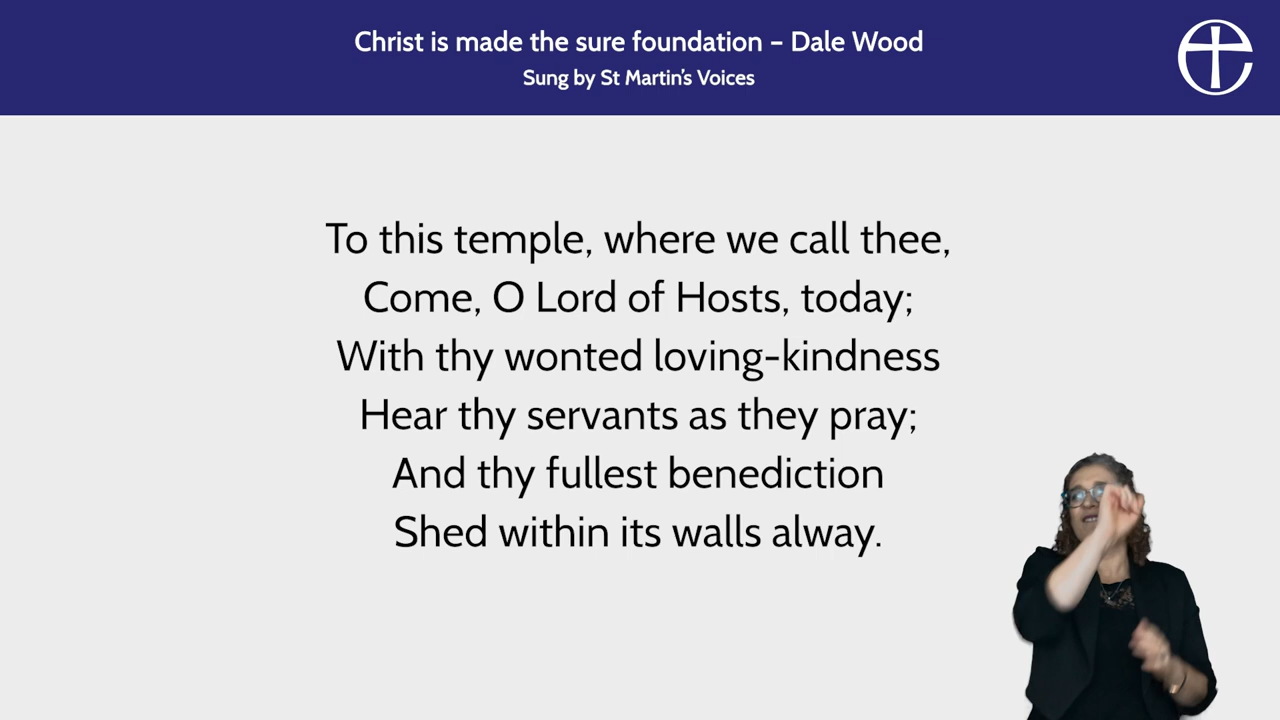 Christ is made the sure foundation – Dale Wood
Sung by St Martin's Voices
To this temple, where we call thee,
Come, O Lord of Hosts, today;
With thy wonted loving-kindness
Hear thy servants as they pray;
And thy fullest benediction
Shed within its walls alway.